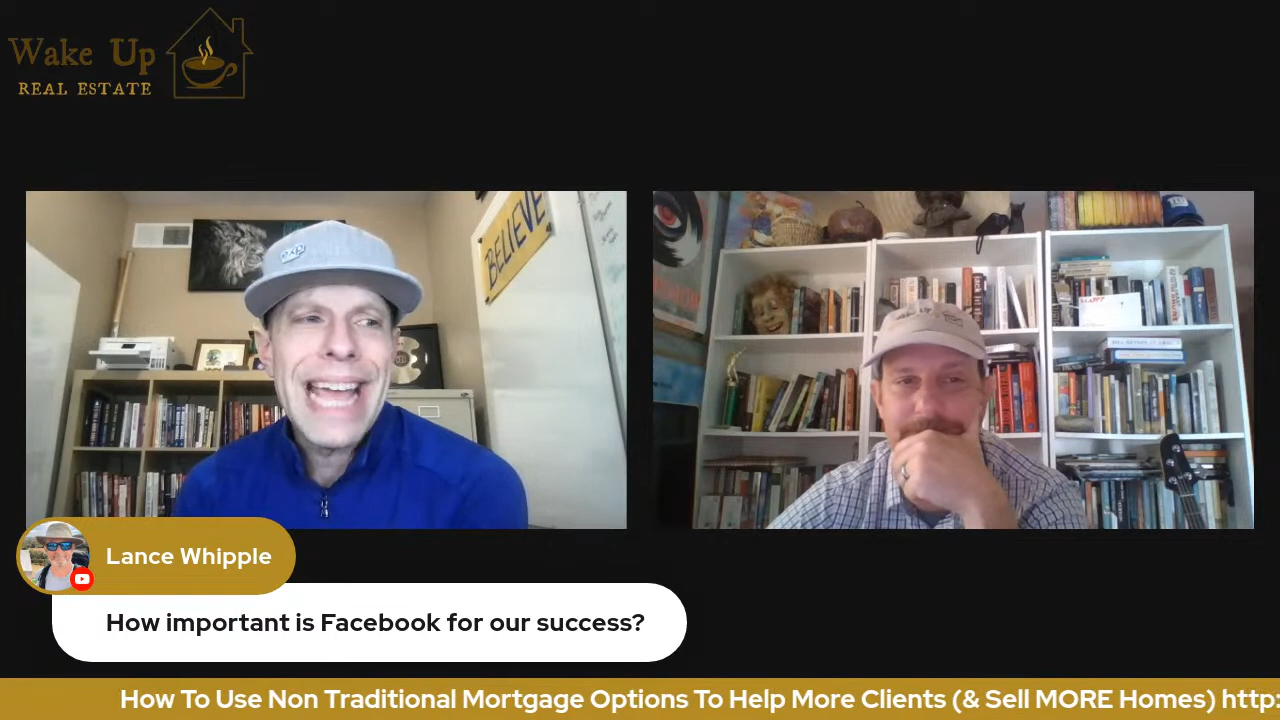 Wake Up
REAL ESTATE
BELIEVE
exp
Lance Whipple
How important is Facebook for our success?
How To Use Non Traditional Mortgage Options To Help More Clients (& Sell MORE Homes) http: